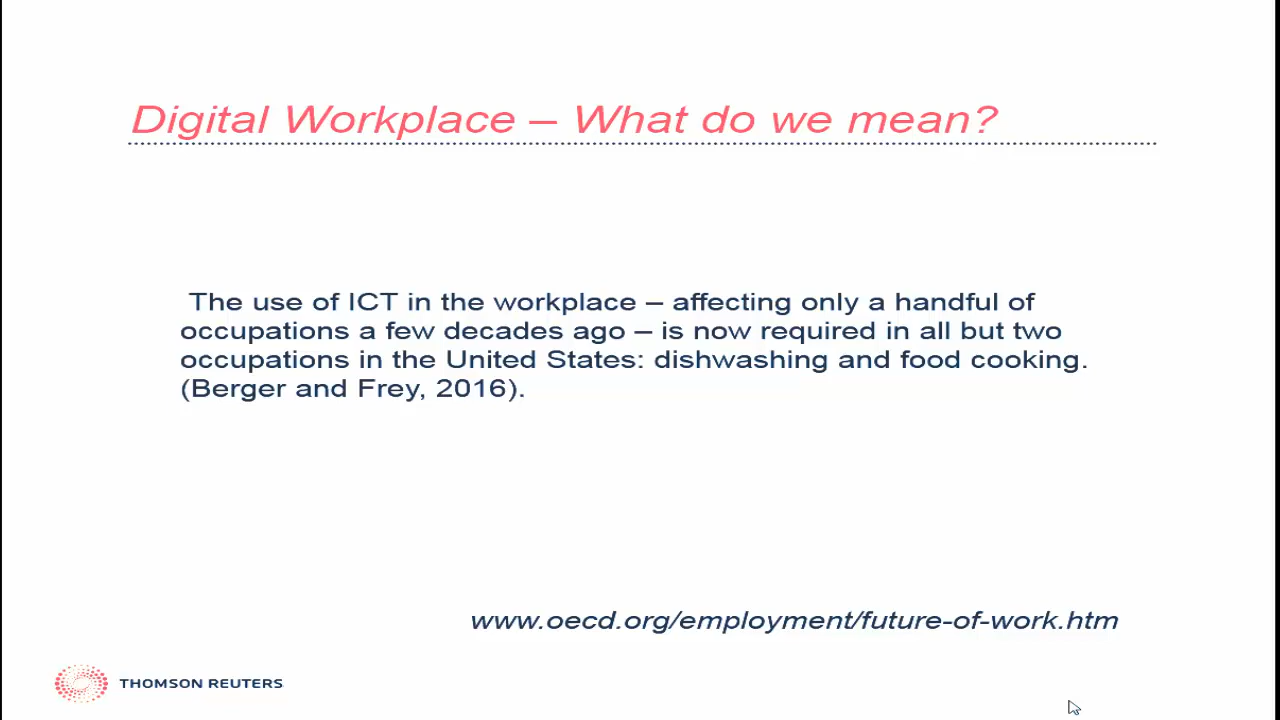 Digital Workplace – What do we mean?
The use of ICT in the workplace – affecting only a handful of
occupations a few decades ago – is now required in all but two
occupations in the United States: dishwashing and food cooking.
(Berger and Frey, 2016).
www.oecd.org/employment/future-of-work.htm
THOMSON REUTERS